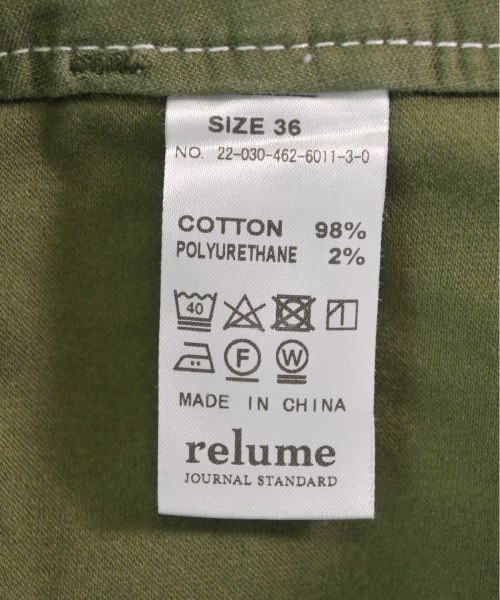 SIZE 36
NO. 22-030-462-6011-3-0
COTTON 98%
POLYURETHANE 2%
40
F W
MADE IN CHINA
relume
JOURNAL STANDARD